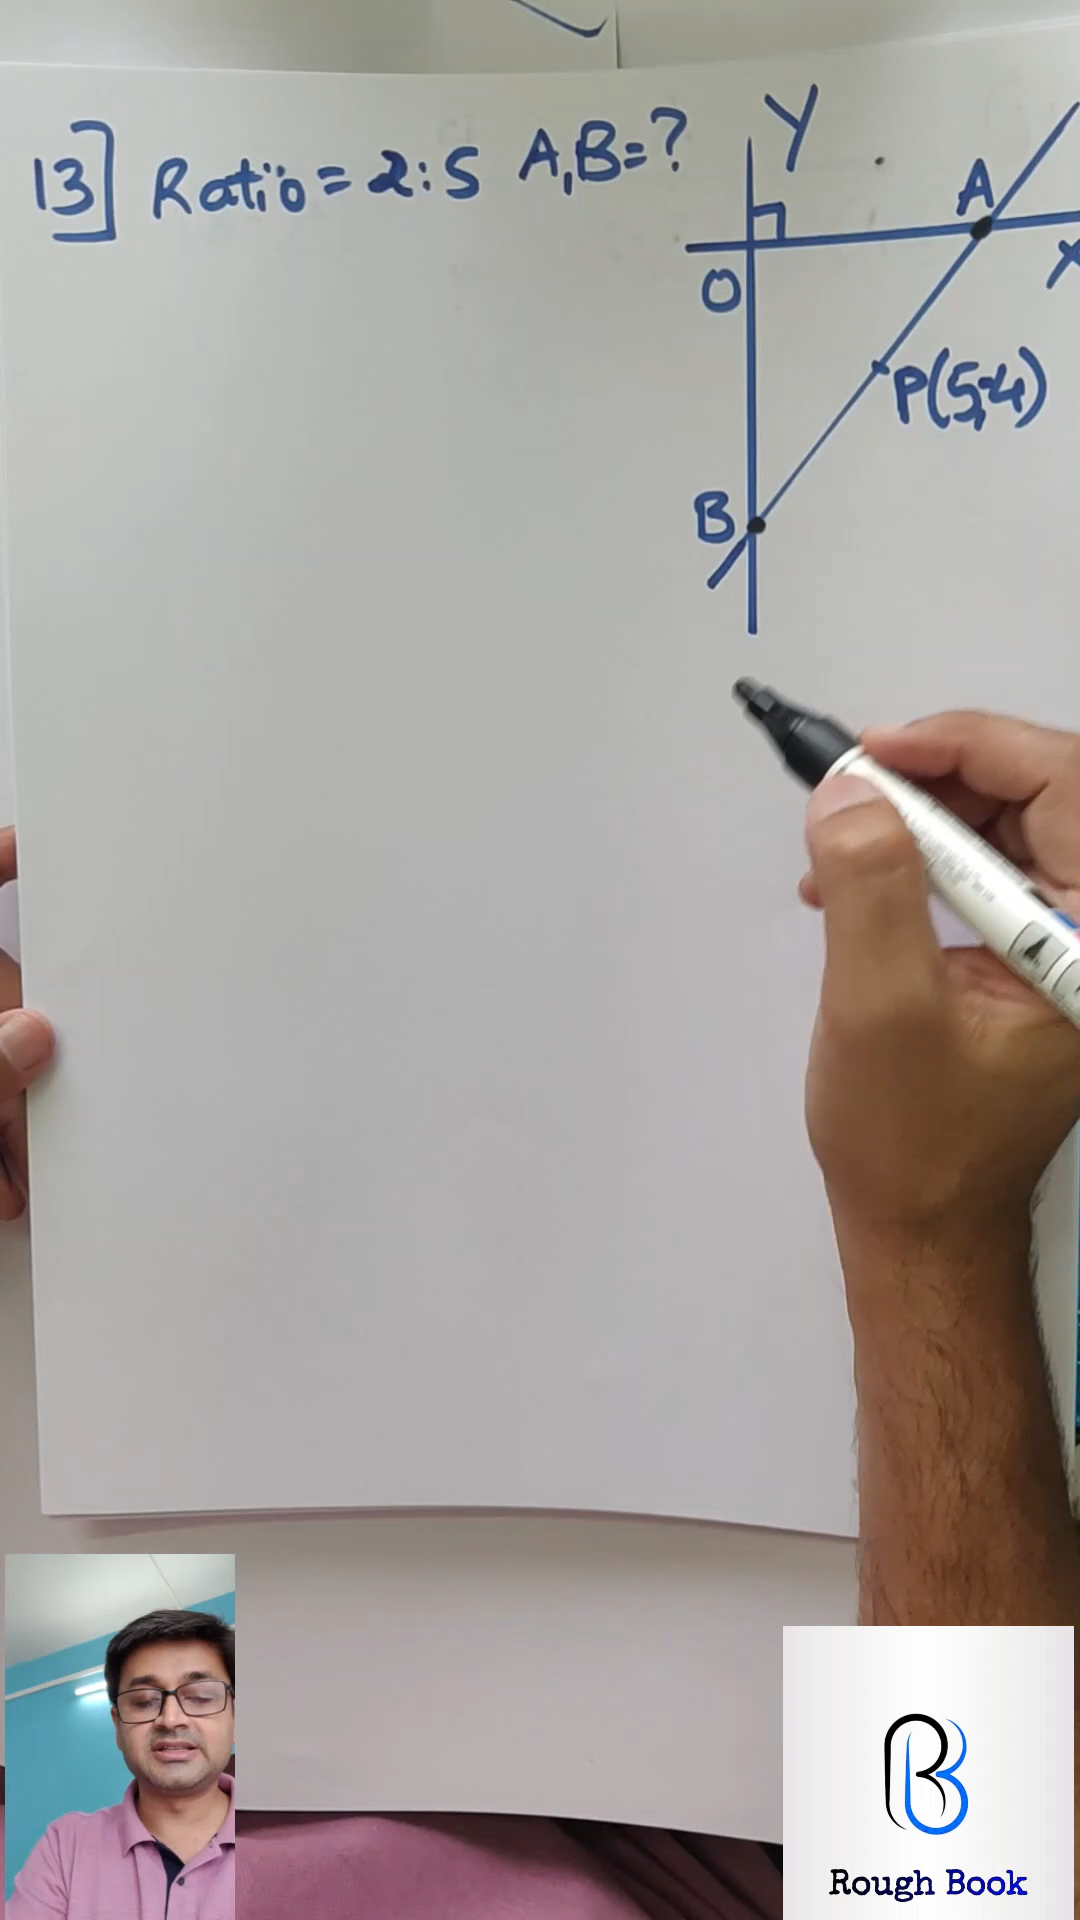 13] Ratio = 2:5 A,B=?
Y
A
X
O
P(5,-4)
B
Rough Book